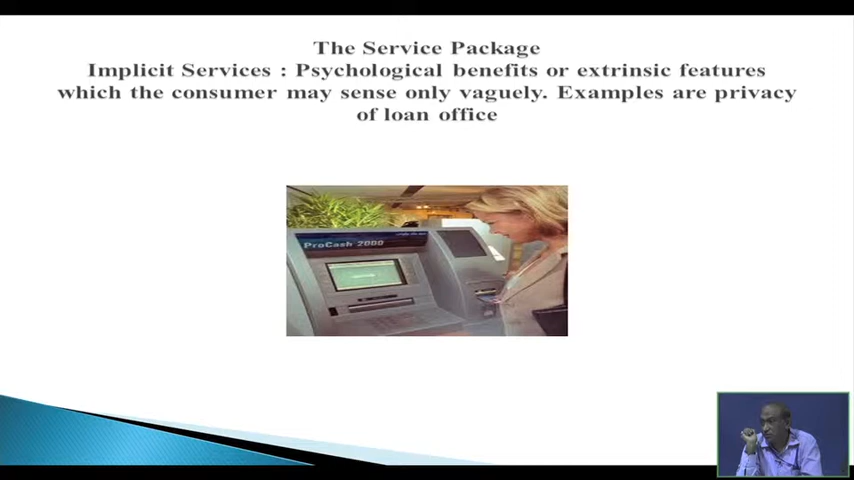 The Service Package
Implicit Services : Psychological benefits or extrinsic features
which the consumer may sense only vaguely. Examples are privacy
of loan office
ProCash 2000